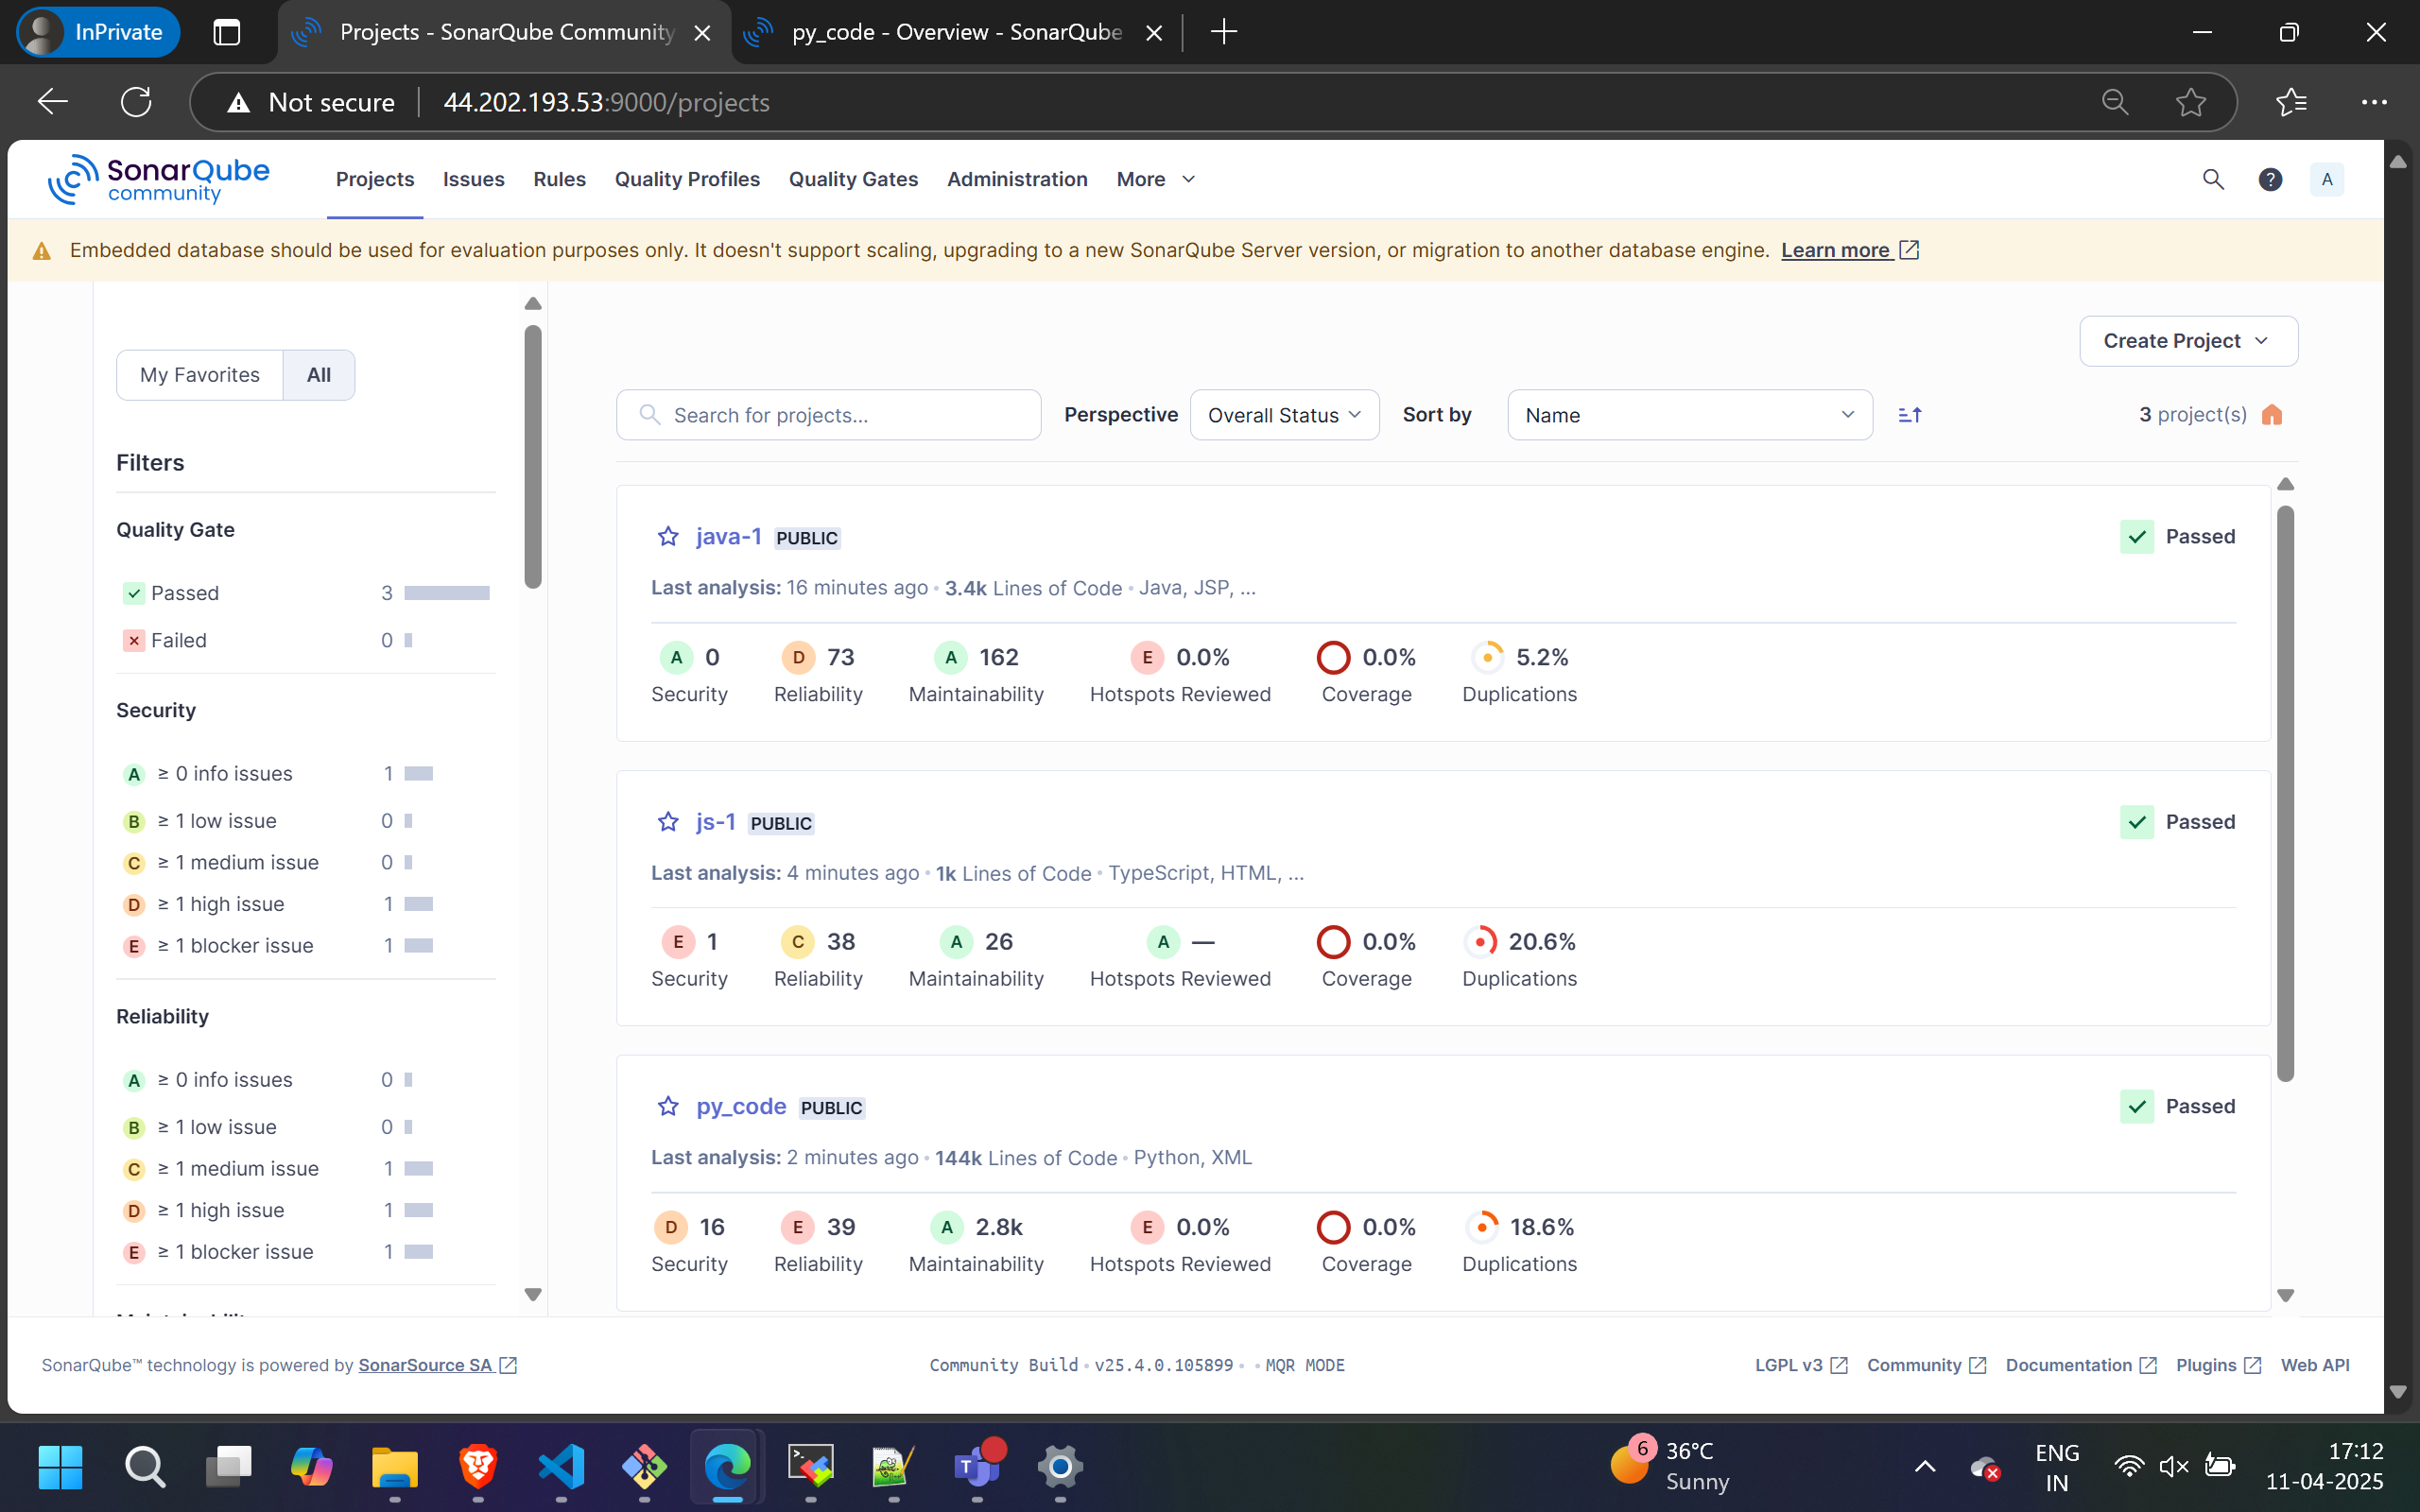 InPrivate
Projects - SonarQube Community
py_code - Overview - SonarQube
Not secure
44.202.193.53:9000/projects
SonarQube community
Projects
Issues
Rules
Quality Profiles
Quality Gates
Administration
More
A
Embedded database should be used for evaluation purposes only. It doesn't support scaling, upgrading to a new SonarQube Server version, or migration to another database engine. Learn more
My Favorites
All
Filters
Quality Gate
Passed 3
Failed 0
Security
A ≥ 0 info issues 1
B ≥ 1 low issue 0
C ≥ 1 medium issue 0
D ≥ 1 high issue 1
E ≥ 1 blocker issue 1
Reliability
A ≥ 0 info issues 0
B ≥ 1 low issue 0
C ≥ 1 medium issue 1
D ≥ 1 high issue 1
E ≥ 1 blocker issue 1
Create Project
Search for projects...
Perspective
Overall Status
Sort by
Name
3 project(s)
java-1 PUBLIC
Passed
Last analysis: 16 minutes ago • 3.4k Lines of Code • Java, JSP, ...
A 0 D 73 A 162 E 0.0% 0.0% 5.2%
Security Reliability Maintainability Hotspots Reviewed Coverage Duplications
js-1 PUBLIC
Passed
Last analysis: 4 minutes ago • 1k Lines of Code • TypeScript, HTML, ...
E 1 C 38 A 26 A — 0.0% 20.6%
Security Reliability Maintainability Hotspots Reviewed Coverage Duplications
py_code PUBLIC
Passed
Last analysis: 2 minutes ago • 144k Lines of Code • Python, XML
D 16 E 39 A 2.8k E 0.0% 0.0% 18.6%
Security Reliability Maintainability Hotspots Reviewed Coverage Duplications
SonarQube™ technology is powered by SonarSource SA
Community Build • v25.4.0.105899 • • MQR MODE
LGPL v3
Community
Documentation
Plugins
Web API
6
36°C
Sunny
ENG
IN
17:12
11-04-2025